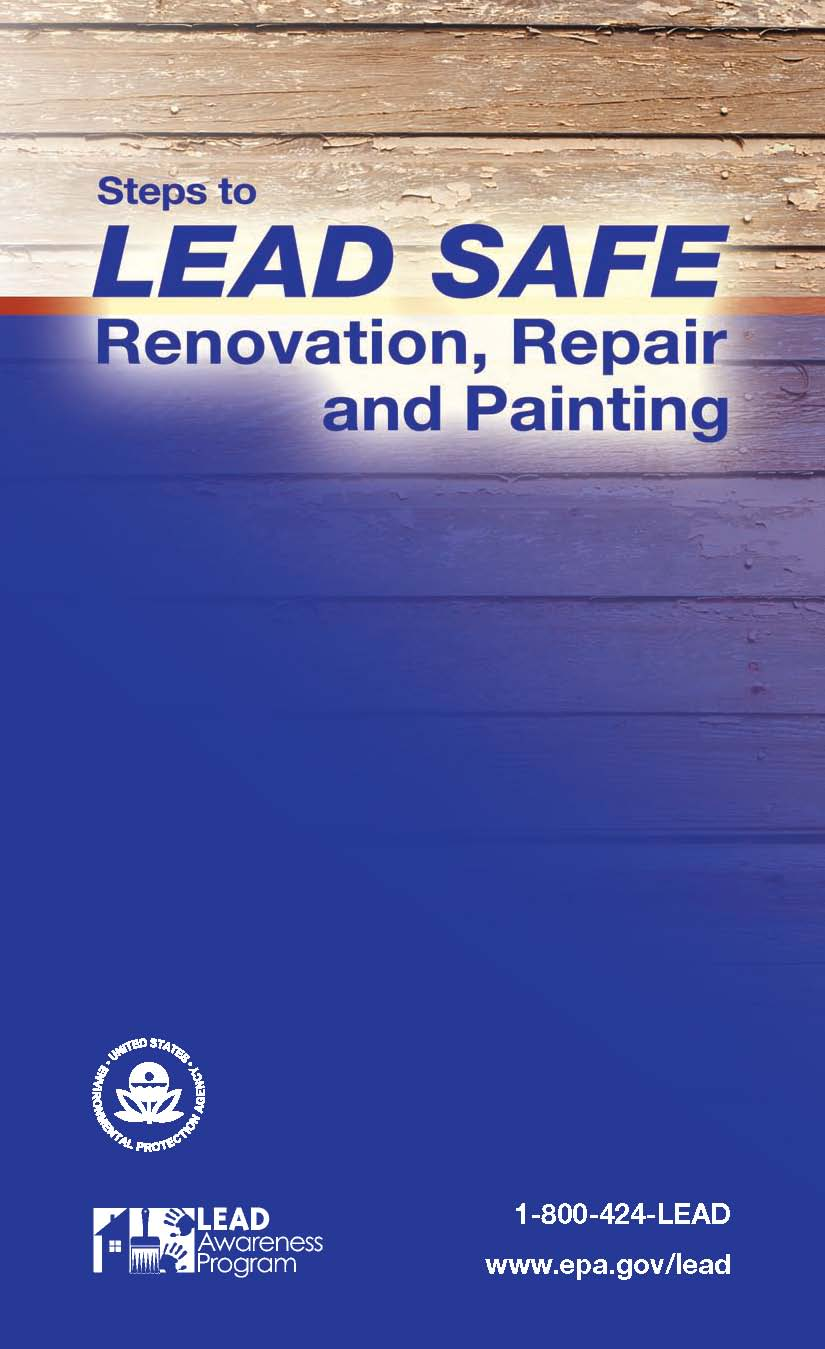 Steps to
LEAD SAFE
Renovation, Repair
and Painting
UNITED STATES • ENVIRONMENTAL PROTECTION AGENCY •
LEAD
Awareness
Program
1-800-424-LEAD
www.epa.gov/lead